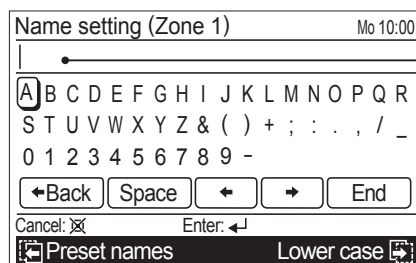 Name setting (Zone 1) Mo 10:00
A B C D E F G H I J K L M N O P Q R
S T U V W X Y Z & ( ) + ; : . , / _
0 1 2 3 4 5 6 7 8 9 -
←Back Space ← → End
Cancel: Enter: ↵
Preset names Lower case